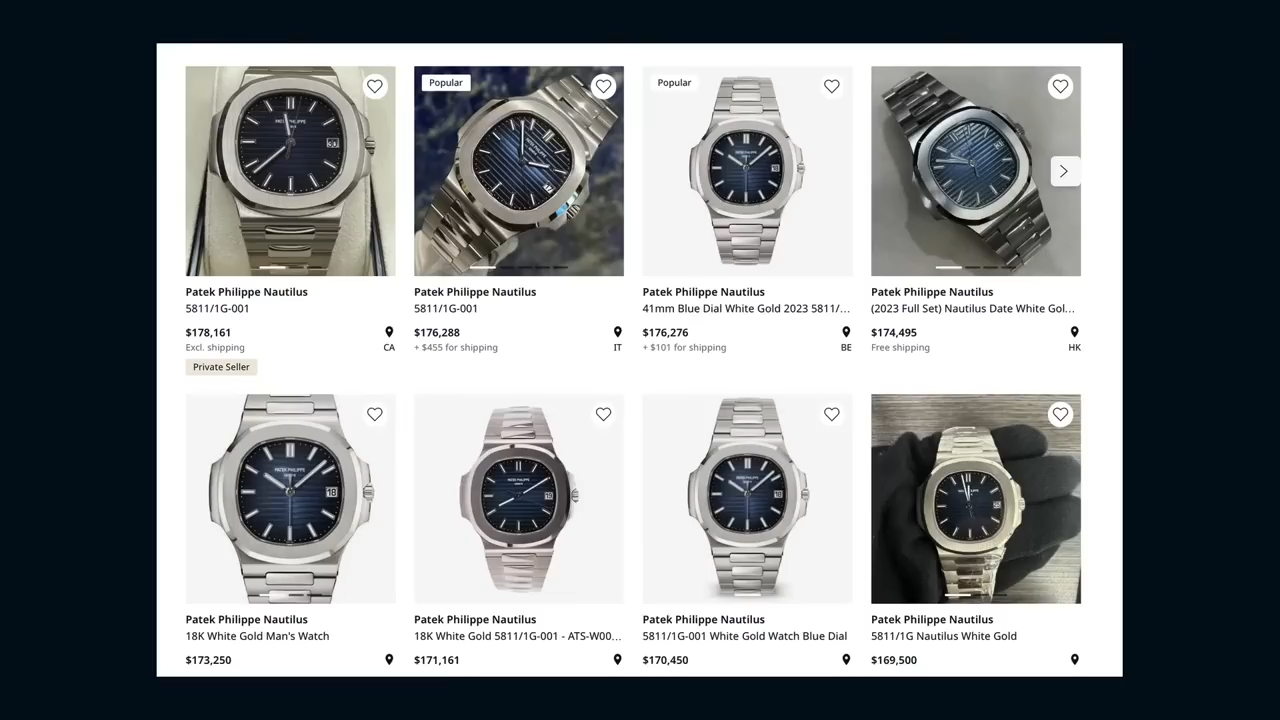 Popular
Popular
Patek Philippe Nautilus
5811/1G-001
$178,161
Excl. shipping
CA
Private Seller
Patek Philippe Nautilus
5811/1G-001
$176,288
+ $455 for shipping
IT
Patek Philippe Nautilus
41mm Blue Dial White Gold 2023 5811/...
$176,276
+ $101 for shipping
BE
Patek Philippe Nautilus
(2023 Full Set) Nautilus Date White Gol...
$174,495
Free shipping
HK
Patek Philippe Nautilus
18K White Gold Man's Watch
$173,250
Patek Philippe Nautilus
18K White Gold 5811/1G-001 - ATS-W00...
$171,161
Patek Philippe Nautilus
5811/1G-001 White Gold Watch Blue Dial
$170,450
Patek Philippe Nautilus
5811/1G Nautilus White Gold
$169,500